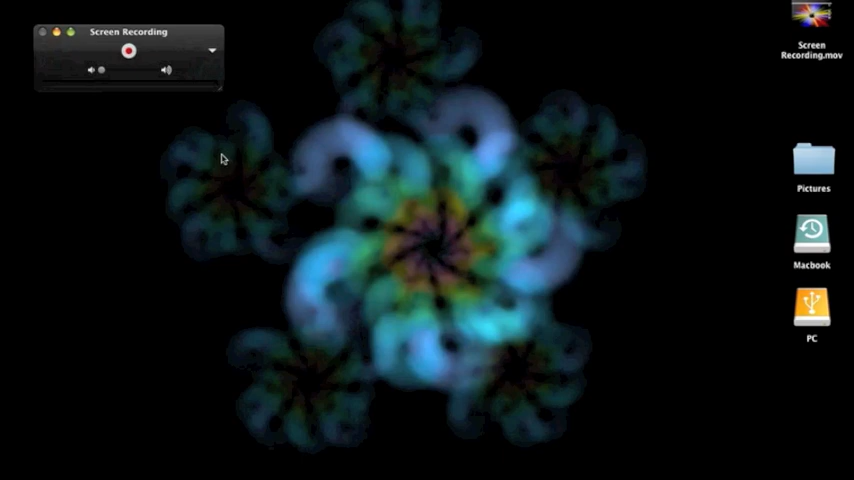 Screen Recording
Screen
Recording.mov
Pictures
Macbook
PC